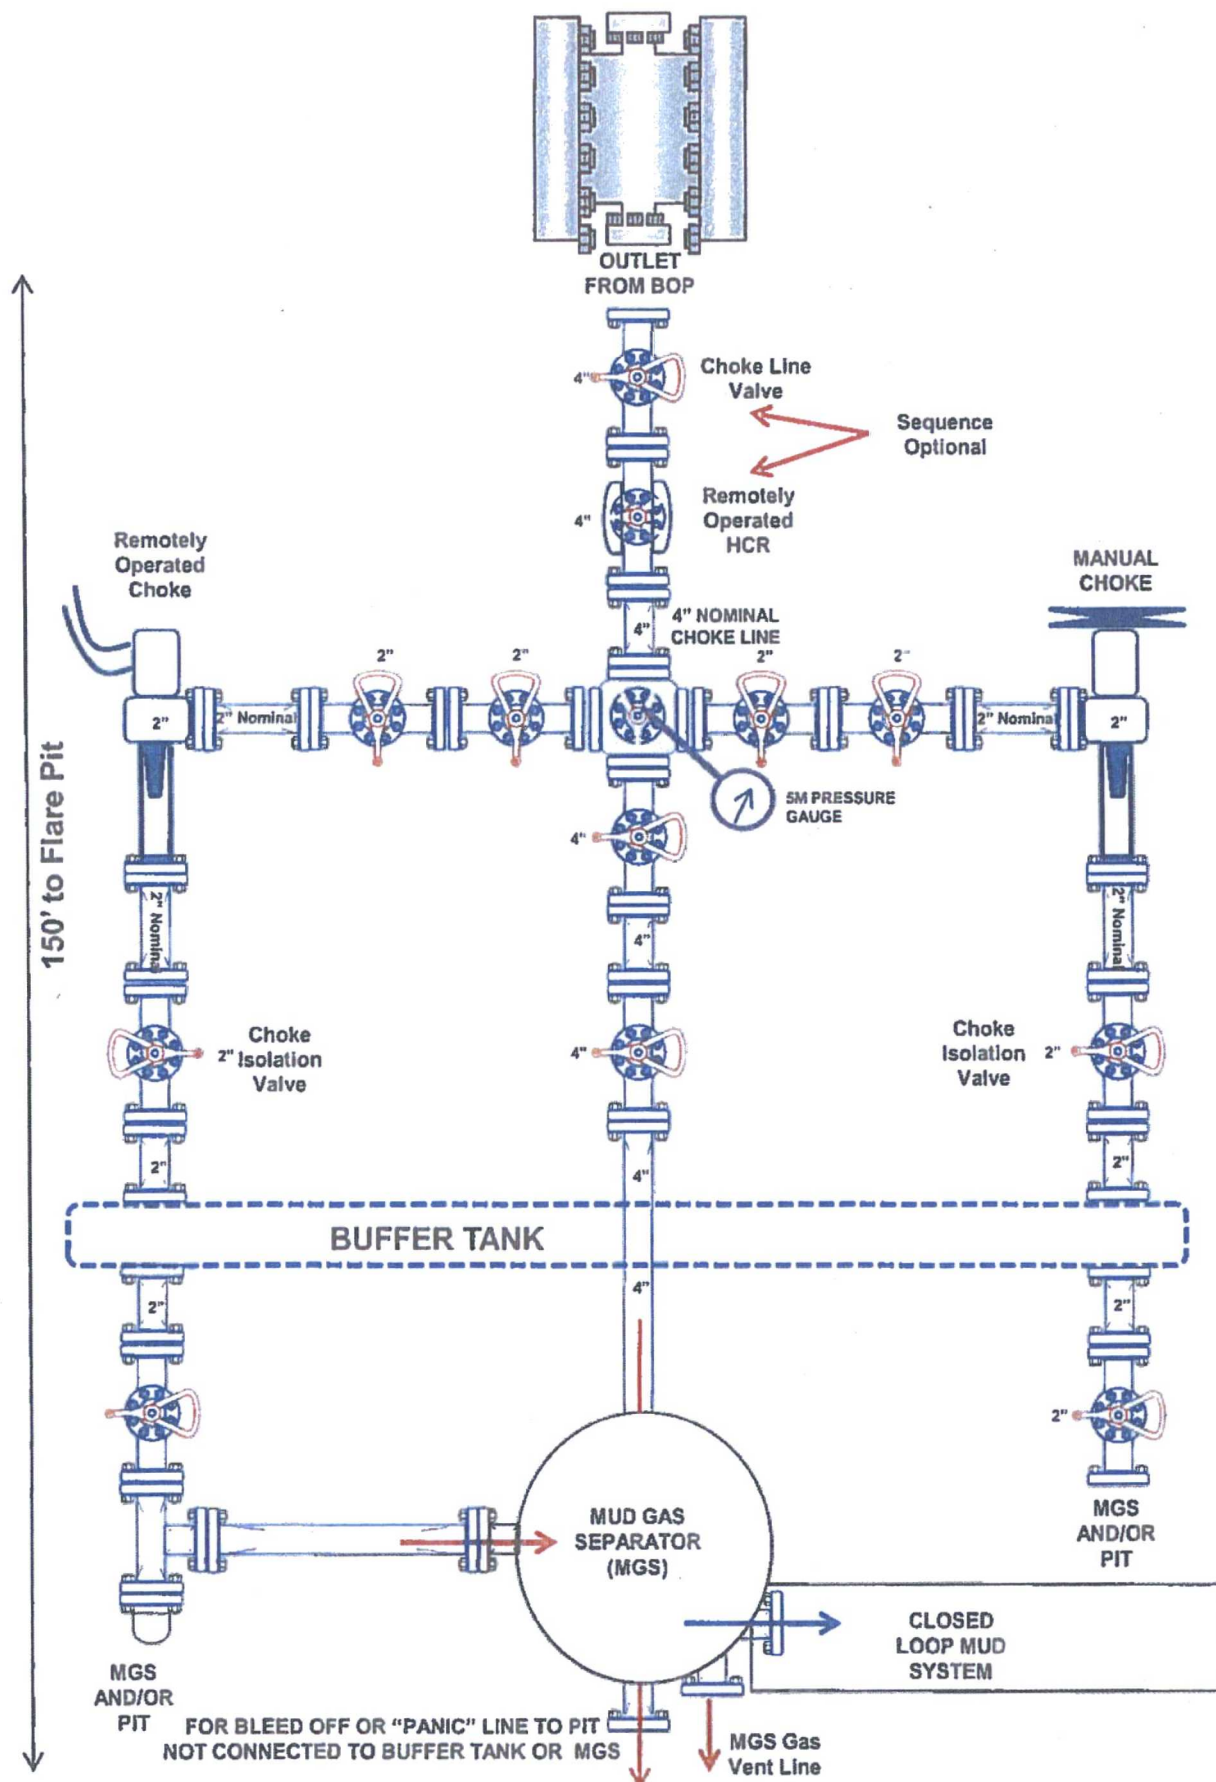 OUTLET
FROM BOP
4"
Choke Line
Valve
Sequence
Optional
4"
Remotely
Operated
HCR
Remotely
Operated
Choke
MANUAL
CHOKE
4"
4" NOMINAL
CHOKE LINE
2"
2"
2"
2"
2"
2" Nominal
2" Nominal
2"
5M PRESSURE
GAUGE
4"
150' to Flare Pit
2" Nominal
4"
2" Nominal
Choke
2" Isolation
Valve
4"
Choke
Isolation
Valve
2"
2"
4"
2"
BUFFER TANK
2"
4"
2"
2"
MUD GAS
SEPARATOR
(MGS)
MGS
AND/OR
PIT
CLOSED
LOOP MUD
SYSTEM
MGS
AND/OR
PIT
FOR BLEED OFF OR "PANIC" LINE TO PIT
NOT CONNECTED TO BUFFER TANK OR MGS
MGS Gas
Vent Line